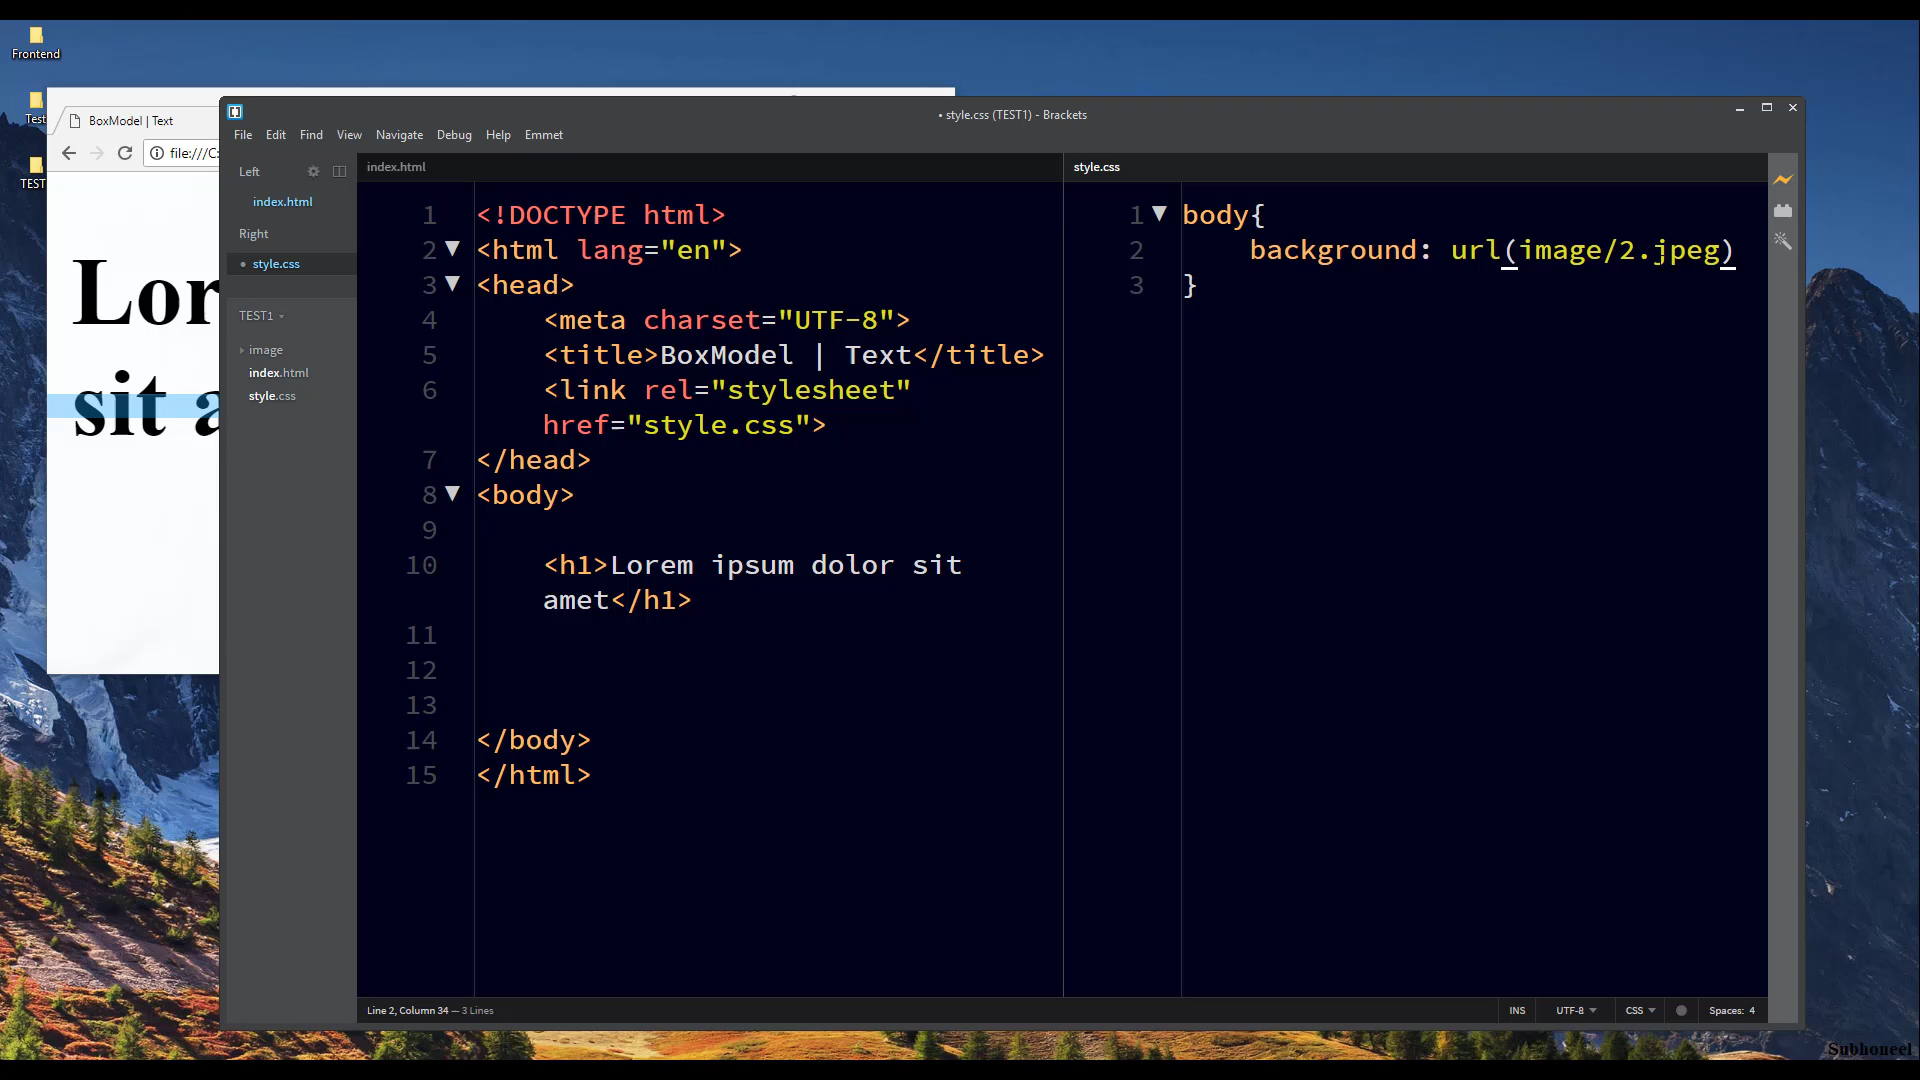 Frontend
Test
TEST
BoxModel | Text
file:///C:
Lor
sit a
• style.css (TEST1) - Brackets
File Edit Find View Navigate Debug Help Emmet
Left
index.html
Right
style.css
TEST1
image
index.html
style.css
index.html
1 <!DOCTYPE html>
2 <html lang="en">
3 <head>
4 <meta charset="UTF-8">
5 <title>BoxModel | Text</title>
6 <link rel="stylesheet"
href="style.css">
7 </head>
8 <body>
9
10 <h1>Lorem ipsum dolor sit
amet</h1>
11
12
13
14 </body>
15 </html>
style.css
1 body{
2 background: url(image/2.jpeg)
3 }
Line 2, Column 34 — 3 Lines
INS UTF-8 CSS Spaces: 4
Subhoneel